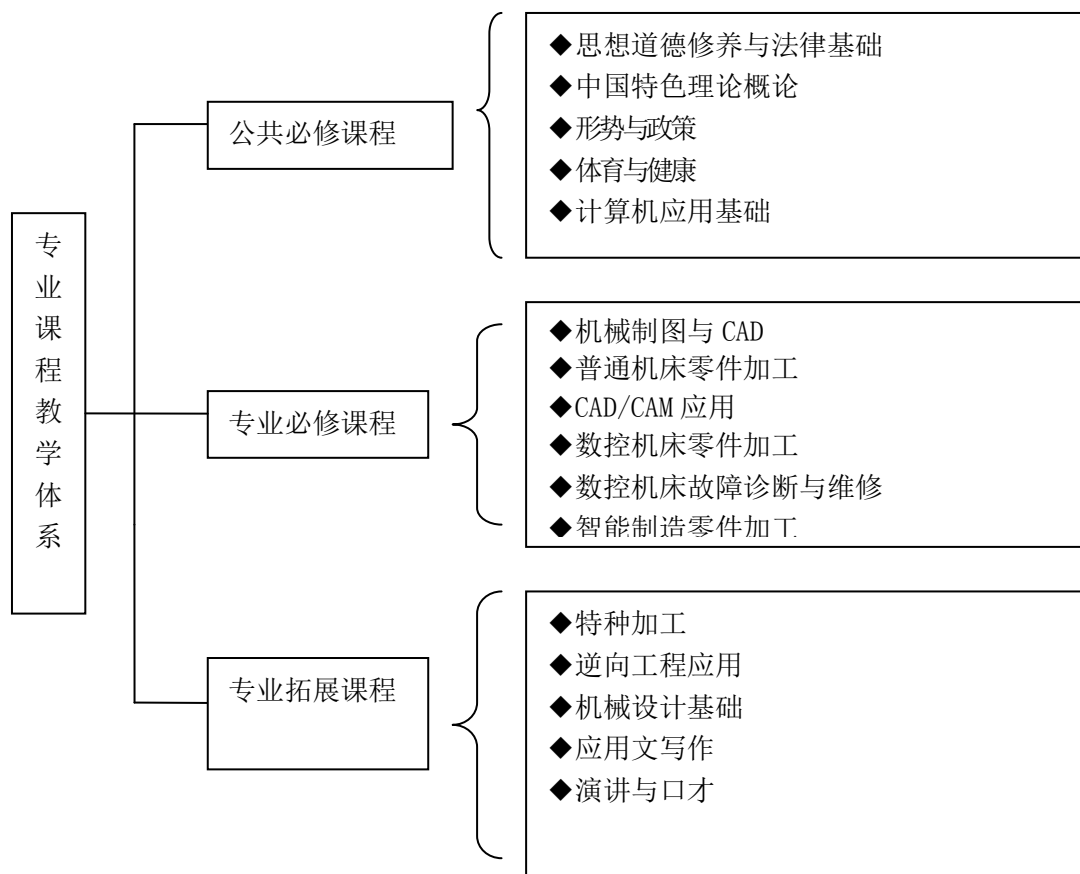 专业课程教学体系
公共必修课程
◆思想道德修养与法律基础
◆中国特色理论概论
◆形势与政策
◆体育与健康
◆计算机应用基础
专业必修课程
◆机械制图与 CAD
◆普通机床零件加工
◆CAD/CAM 应用
◆数控机床零件加工
◆数控机床故障诊断与维修
◆智能制造零件加工
专业拓展课程
◆特种加工
◆逆向工程应用
◆机械设计基础
◆应用文写作
◆演讲与口才